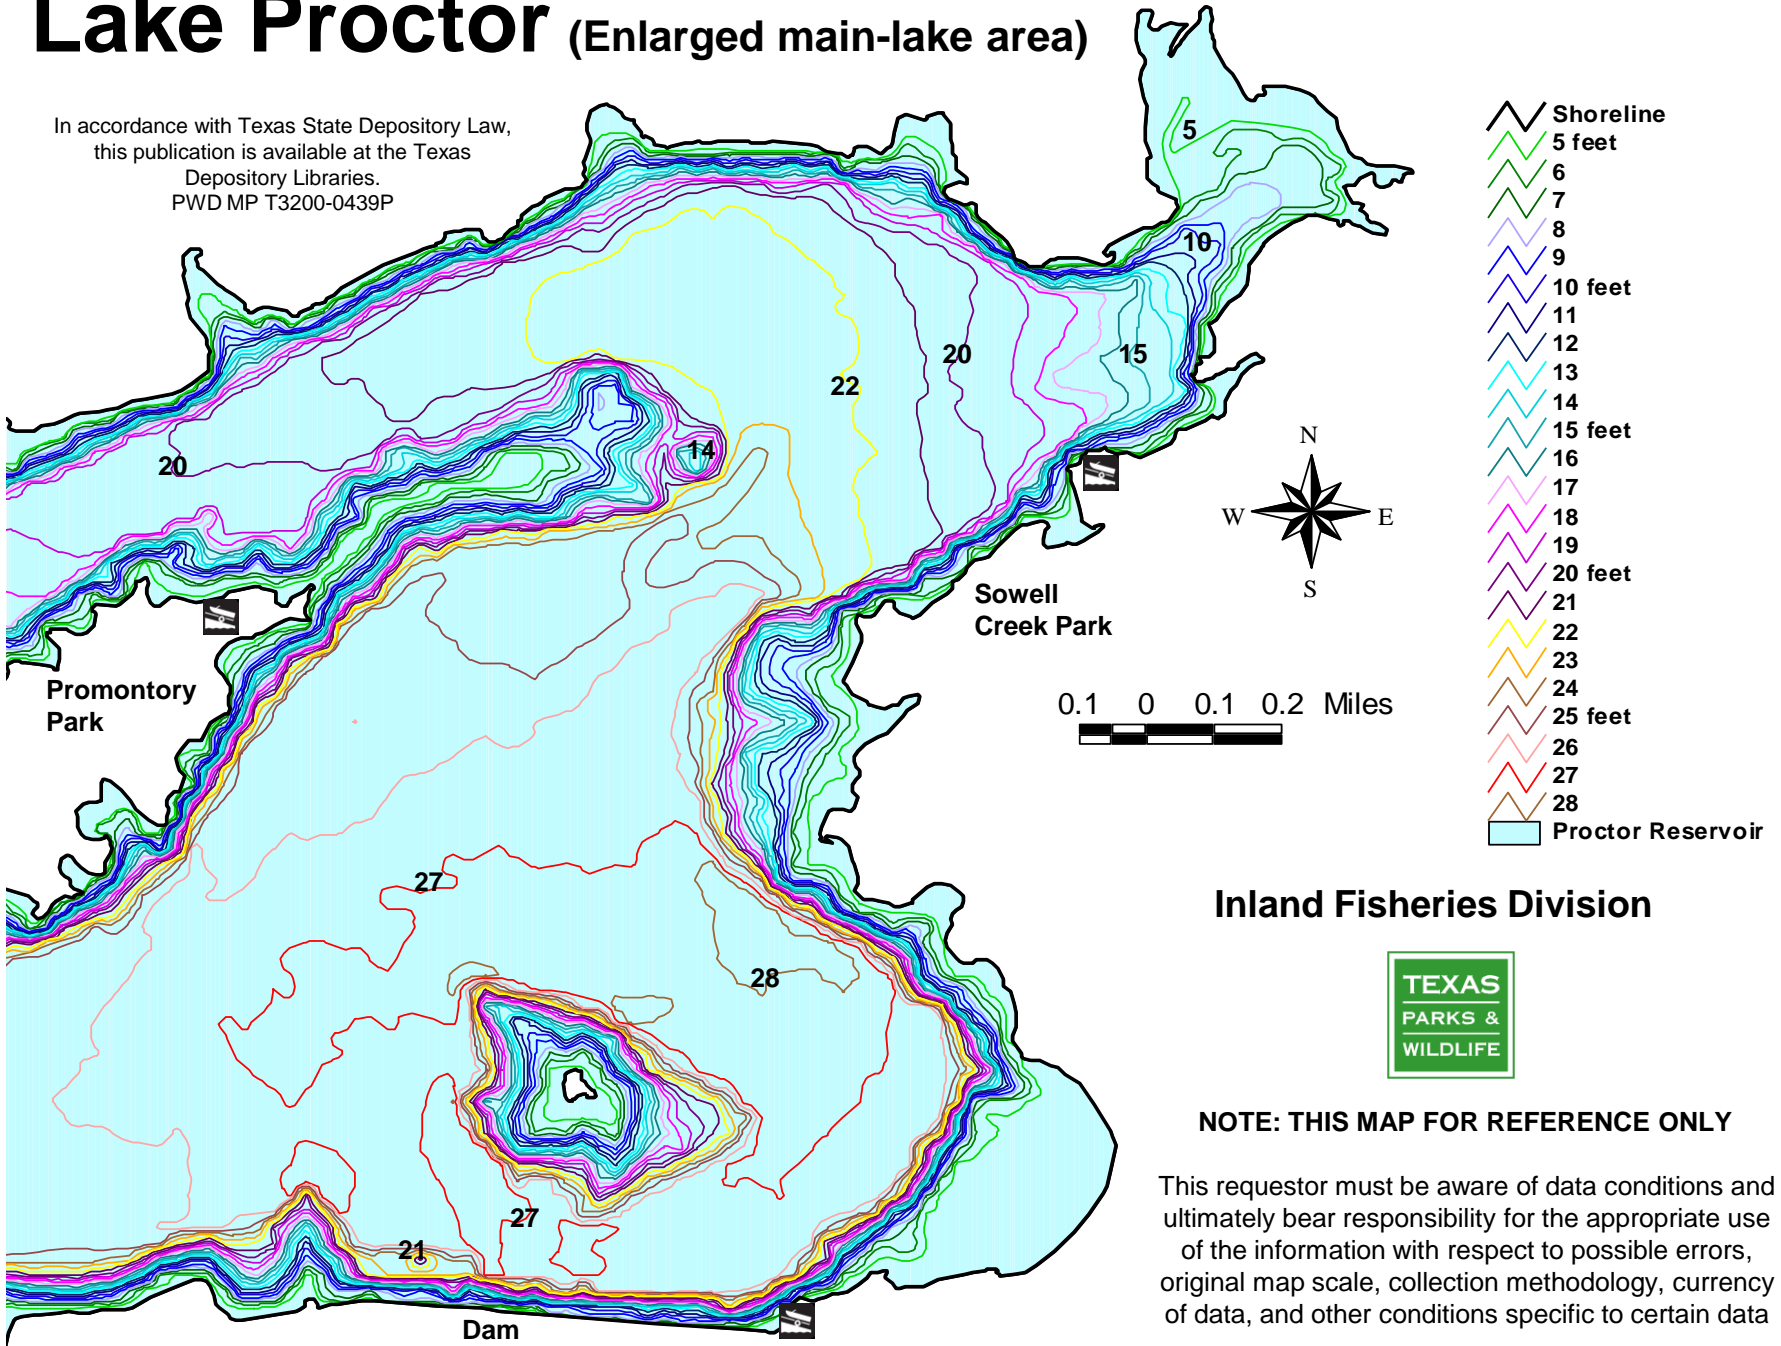 Lake Proctor (Enlarged main-lake area)
In accordance with Texas State Depository Law,
this publication is available at the Texas
Depository Libraries.
PWD MP T3200-0439P
5
10
15
20
22
14
20
27
28
27
21
Promontory
Park
Sowell
Creek Park
Dam
N
W E
S
0.1 0 0.1 0.2 Miles
Shoreline
5 feet
6
7
8
9
10 feet
11
12
13
14
15 feet
16
17
18
19
20 feet
21
22
23
24
25 feet
26
27
28
Proctor Reservoir
Inland Fisheries Division
TEXAS
PARKS &
WILDLIFE
NOTE: THIS MAP FOR REFERENCE ONLY
This requestor must be aware of data conditions and
ultimately bear responsibility for the appropriate use
of the information with respect to possible errors,
original map scale, collection methodology, currency
of data, and other conditions specific to certain data